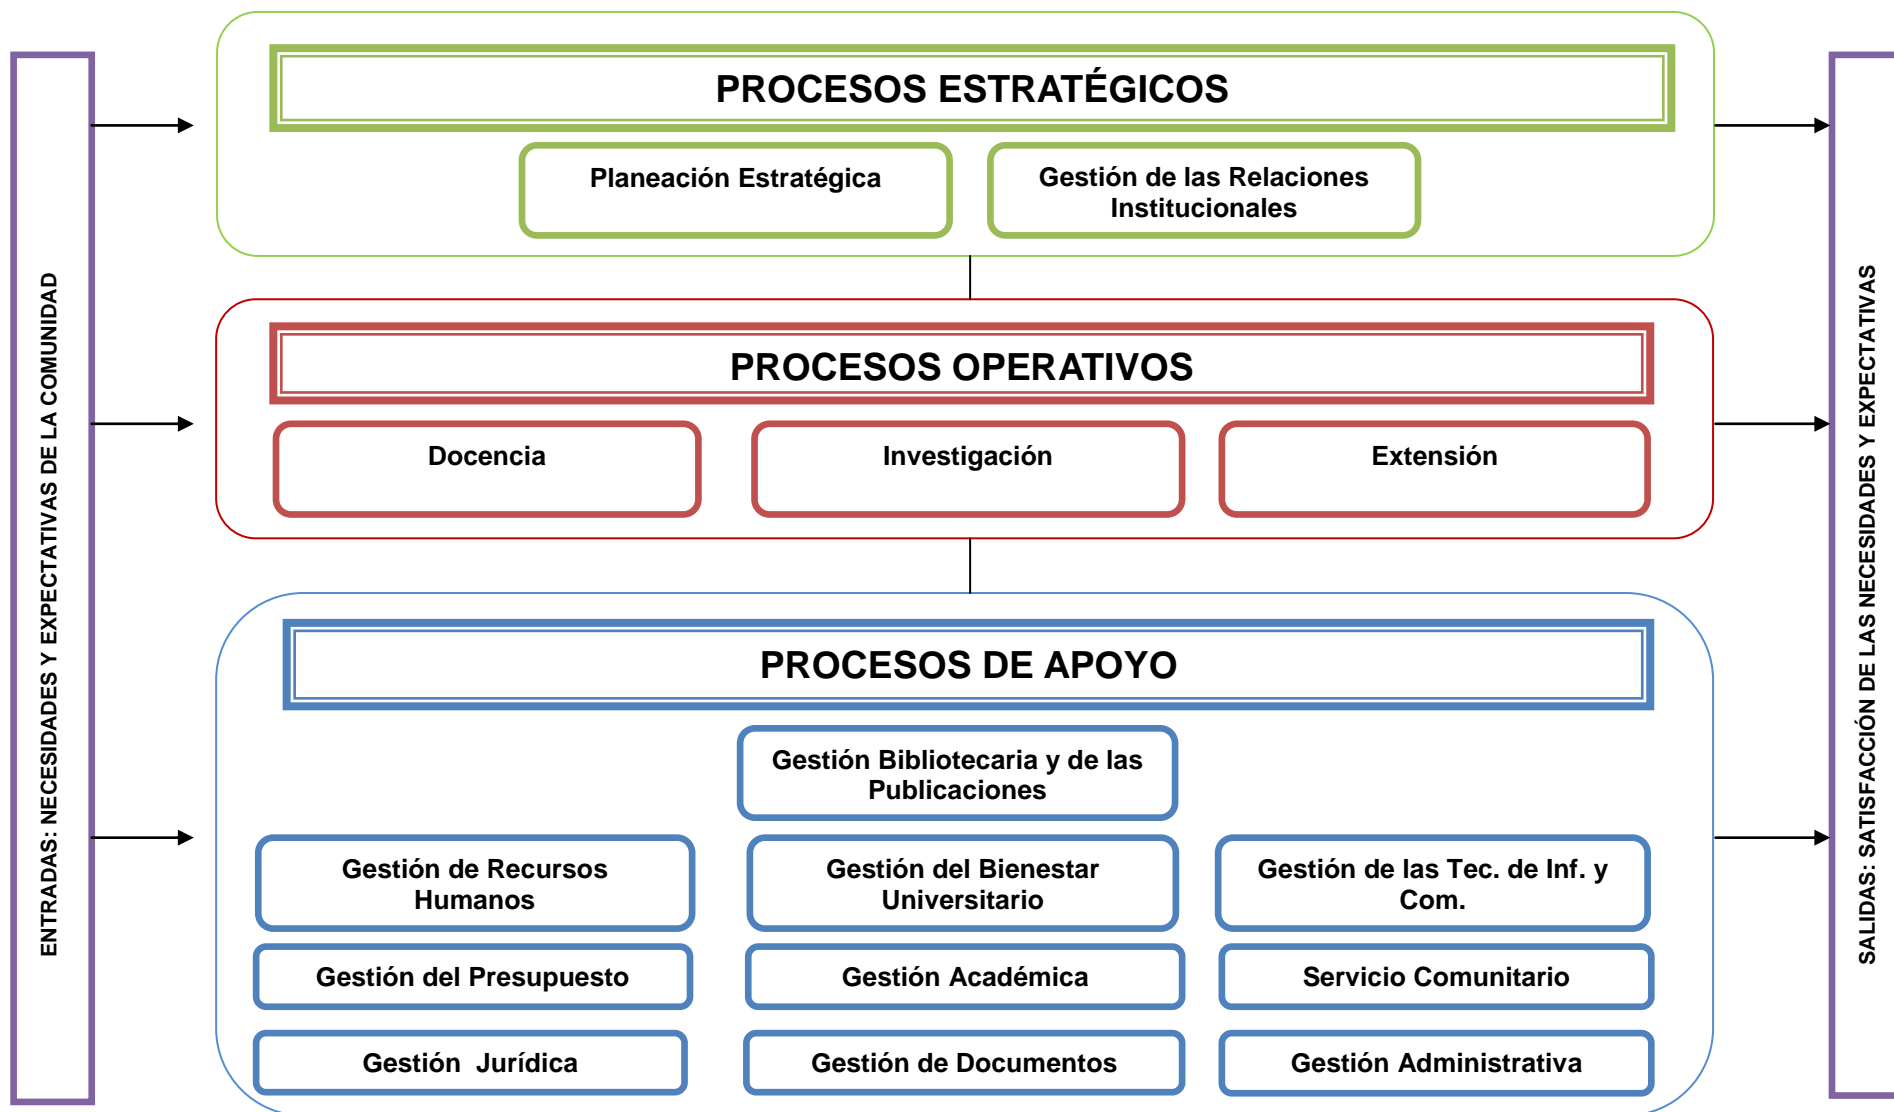 ENTRADAS: NECESIDADES Y EXPECTATIVAS DE LA COMUNIDAD
PROCESOS ESTRATÉGICOS
Planeación Estratégica
Gestión de las Relaciones
Institucionales
PROCESOS OPERATIVOS
Docencia
Investigación
Extensión
PROCESOS DE APOYO
Gestión Bibliotecaria y de las
Publicaciones
Gestión de Recursos
Humanos
Gestión del Bienestar
Universitario
Gestión de las Tec. de Inf. y
Com.
Gestión del Presupuesto
Gestión Académica
Servicio Comunitario
Gestión  Jurídica
Gestión de Documentos
Gestión Administrativa
SALIDAS: SATISFACCIÓN DE LAS NECESIDADES Y EXPECTATIVAS